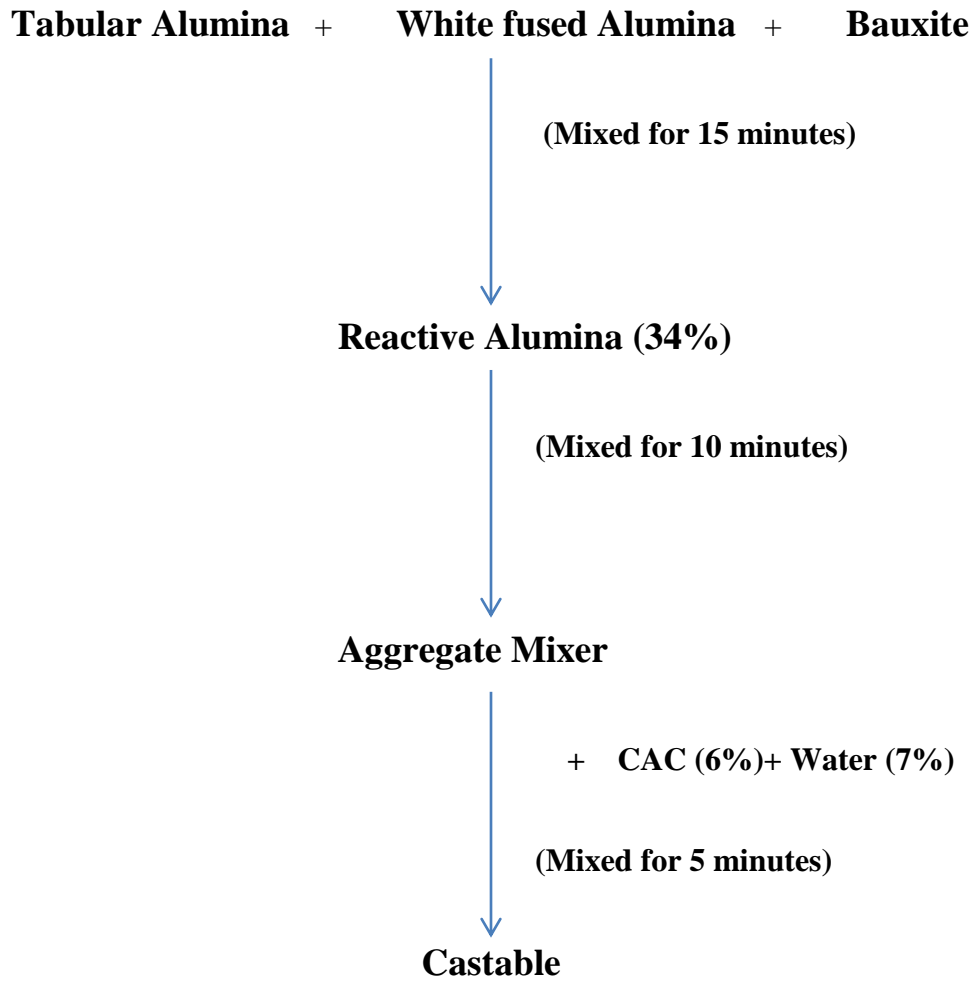 Tabular Alumina + White fused Alumina + Bauxite
(Mixed for 15 minutes)
Reactive Alumina (34%)
(Mixed for 10 minutes)
Aggregate Mixer
+ CAC (6%)+ Water (7%)
(Mixed for 5 minutes)
Castable